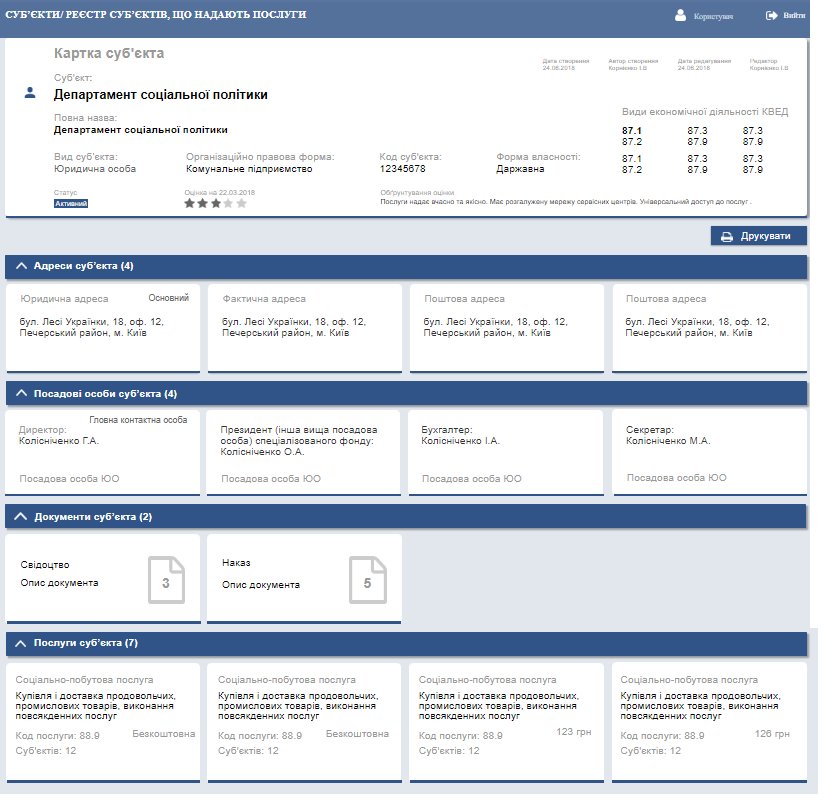 СУБ’ЄКТИ/ РЕЄСТР СУБ’ЄКТІВ, ЩО НАДАЮТЬ ПОСЛУГИ
Користувач
Вийти
Картка суб'єкта
Дата створення
24.08.2018
Автор створення
Корнієнко І.В
Дата редагування
24.08.2018
Редактор
Корнієнко І.В
Суб'єкт:
Департамент соціальної політики
Повна назва:
Департамент соціальної політики
Види економічної діяльності КВЕД
87.1 87.3 87.3
87.2 87.9 87.9
87.1 87.3 87.3
87.2 87.9 87.9
Вид суб'єкта:
Юридична особа
Організаційно правова форма:
Комунальне підприємство
Код суб'єкта:
12345678
Форма власності:
Державна
Статус
Активний
Оцінка на 22.03.2018
Обґрунтування оцінки
Послуги надає вчасно та якісно. Має розгалужену мережу сервісних центрів. Універсальний доступ до послуг .
Друкувати
Адреси суб'єкта (4)
Юридична адреса
Основний
бул. Лесі Українки, 18, оф. 12,
Печерський район, м. Київ
Фактична адреса
бул. Лесі Українки, 18, оф. 12,
Печерський район, м. Київ
Поштова адреса
бул. Лесі Українки, 18, оф. 12,
Печерський район, м. Київ
Поштова адреса
бул. Лесі Українки, 18, оф. 12,
Печерський район, м. Київ
Посадові особи суб'єкта (4)
Гловна контактна особа
Директор:
Колісніченко Г.А.
Посадова особа ЮО
Президент (інша вища посадова
особа) спеціалізованого фонду:
Колісніченко О.А.
Посадова особа ЮО
Бухгалтер:
Колісніченко І.А.
Посадова особа ЮО
Секретар:
Колісніченко М.А.
Посадова особа ЮО
Документи суб'єкта (2)
Свідоцтво
Опис документа
3
Наказ
Опис документа
5
Послуги суб'єкта (7)
Соціально-побутова послуга
Купівля і доставка продовольчих,
промислових товарів, виконання
повсякденних послуг
Код послуги: 88.9
Безкоштовна
Суб'єктів: 12
Соціально-побутова послуга
Купівля і доставка продовольчих,
промислових товарів, виконання
повсякденних послуг
Код послуги: 88.9
Безкоштовна
Суб'єктів: 12
Соціально-побутова послуга
Купівля і доставка продовольчих,
промислових товарів, виконання
повсякденних послуг
Код послуги: 88.9
123 грн
Суб'єктів: 12
Соціально-побутова послуга
Купівля і доставка продовольчих,
промислових товарів, виконання
повсякденних послуг
Код послуги: 88.9
126 грн
Суб'єктів: 12